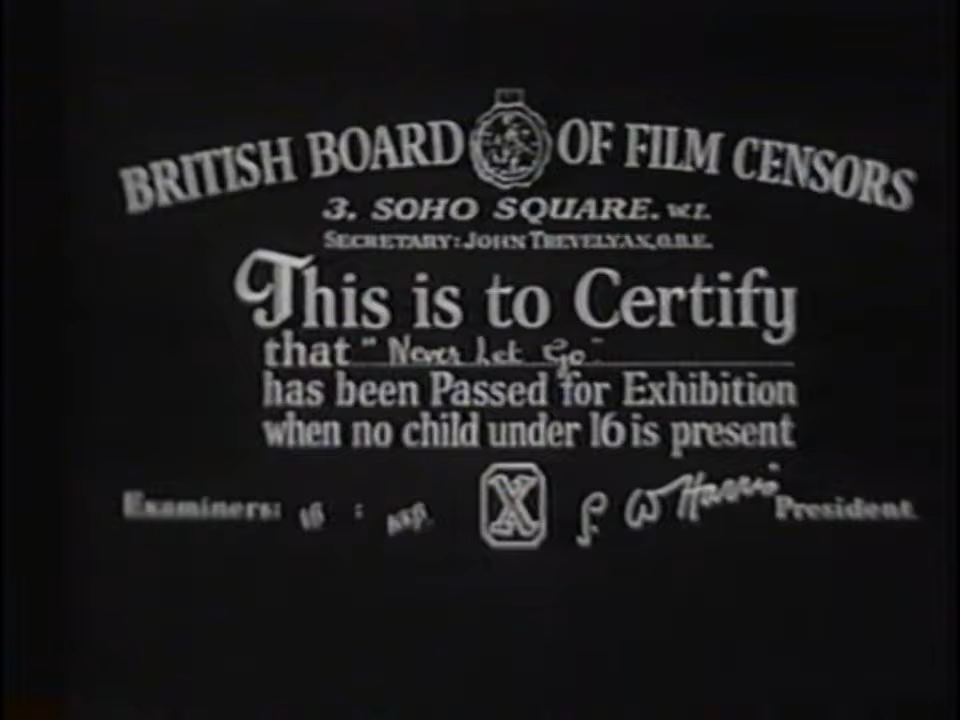 BRITISH BOARD OF FILM CENSORS
3. SOHO SQUARE. W.1.
SECRETARY: JOHN TREVELYAN, O.B.E.
This is to Certify
that "Never Let Go"
has been Passed for Exhibition
when no child under 16 is present
Examiners: X S W Harris President